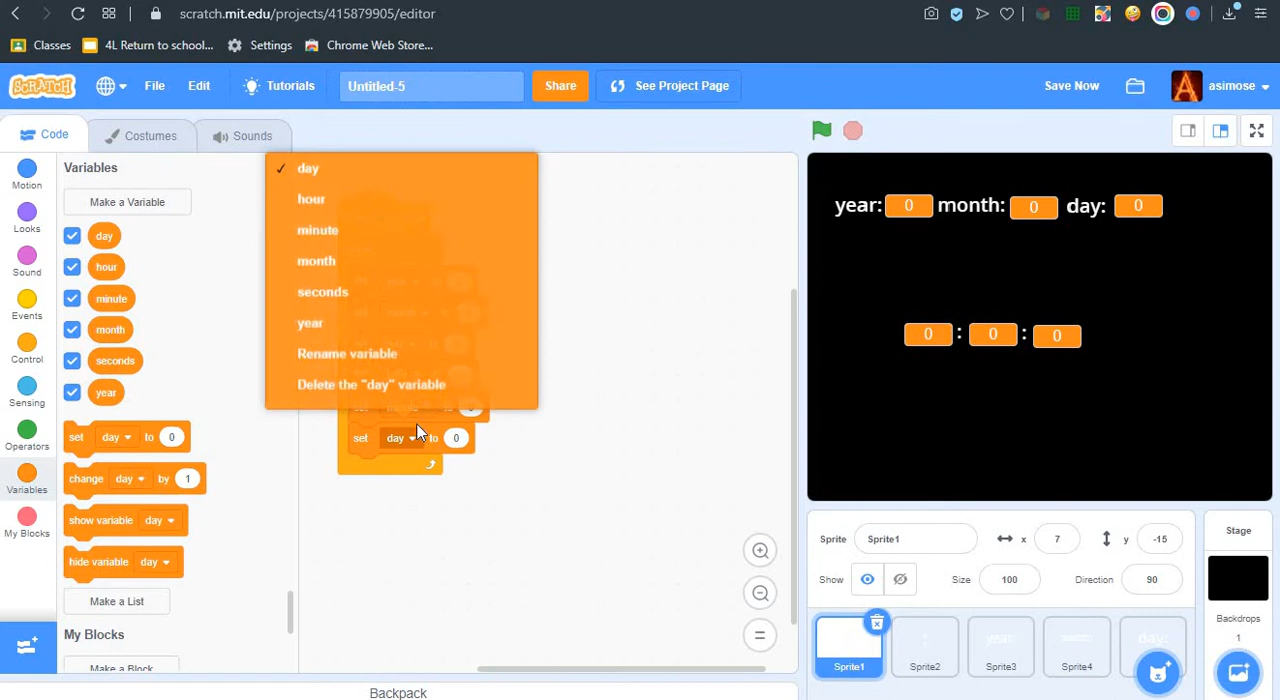 scratch.mit.edu/projects/415879905/editor
Classes 4L Return to school... Settings Chrome Web Store...
SCRATCH File Edit Tutorials Untitled-5 Share See Project Page Save Now asimose
Code Costumes Sounds
Motion
Looks
Sound
Events
Control
Sensing
Operators
Variables
My Blocks
Variables
Make a Variable
day
hour
minute
month
seconds
year
set day to 0
change day by 1
show variable day
hide variable day
Make a List
My Blocks
Make a Block
✓ day
hour
minute
month
seconds
year
Rename variable
Delete the "day" variable
set day to 0
year: 0 month: 0 day: 0
0 : 0 : 0
Sprite Sprite1 x 7 y -15
Show Size 100 Direction 90
Sprite1 Sprite2 Sprite3 Sprite4
year
day:
Stage
Backdrops
1
Backpack